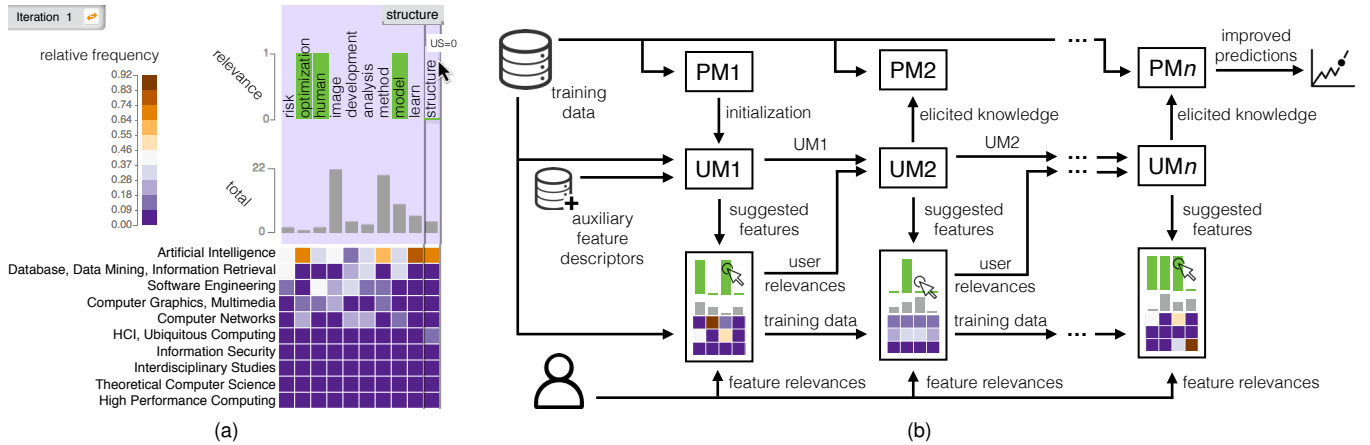 Iteration 1
structure
US=0
relative frequency
0.92
0.83
0.74
0.64
0.55
0.46
0.37
0.28
0.18
0.09
0.00
relevance
1
0
risk
optimization
human
image
development
analysis
method
model
learn
structure
total
22
0
Artificial Intelligence
Database, Data Mining, Information Retrieval
Software Engineering
Computer Graphics, Multimedia
Computer Networks
HCI, Ubiquitous Computing
Information Security
Interdisciplinary Studies
Theoretical Computer Science
High Performance Computing
(a)
training
data
PM1
PM2
...
PMn
improved
predictions
initialization
elicited knowledge
elicited knowledge
UM1
UM1
UM2
UM2
...
...
UMn
auxiliary
feature
descriptors
suggested
features
suggested
features
suggested
features
user
relevances
user
relevances
training data
training data
...
feature relevances
feature relevances
feature relevances
(b)